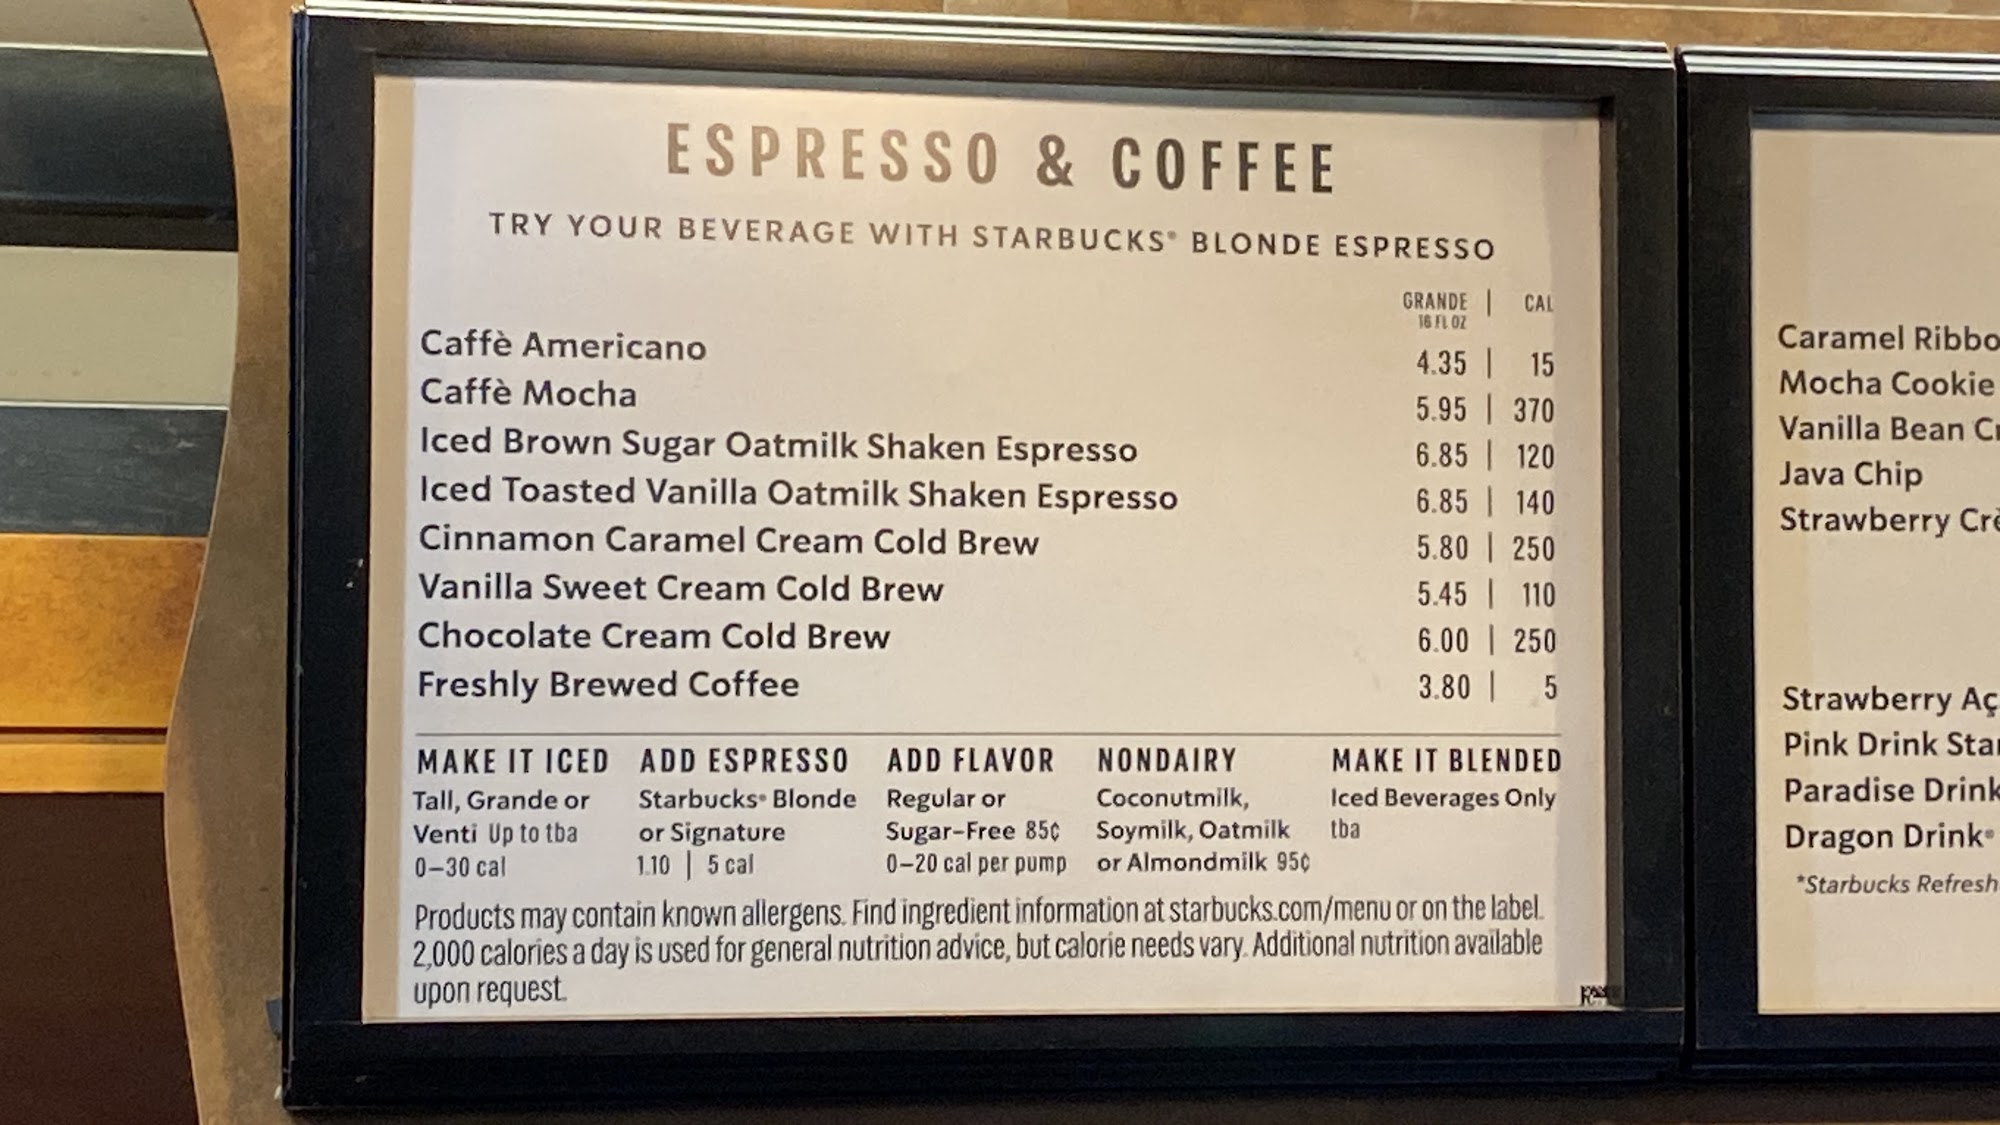 ESPRESSO & COFFEE
TRY YOUR BEVERAGE WITH STARBUCKS® BLONDE ESPRESSO
GRANDE | CAL
16 FL OZ
Caffè Americano 4.35 | 15
Caffè Mocha 5.95 | 370
Iced Brown Sugar Oatmilk Shaken Espresso 6.85 | 120
Iced Toasted Vanilla Oatmilk Shaken Espresso 6.85 | 140
Cinnamon Caramel Cream Cold Brew 5.80 | 250
Vanilla Sweet Cream Cold Brew 5.45 | 110
Chocolate Cream Cold Brew 6.00 | 250
Freshly Brewed Coffee 3.80 | 5
MAKE IT ICED
Tall, Grande or
Venti Up to tba
0–30 cal
ADD ESPRESSO
Starbucks® Blonde
or Signature
1.10 | 5 cal
ADD FLAVOR
Regular or
Sugar-Free 85¢
0–20 cal per pump
NONDAIRY
Coconutmilk,
Soymilk, Oatmilk
or Almondmilk 95¢
MAKE IT BLENDED
Iced Beverages Only
tba
Products may contain known allergens. Find ingredient information at starbucks.com/menu or on the label.
2,000 calories a day is used for general nutrition advice, but calorie needs vary. Additional nutrition available
upon request.
Caramel
Mocha Cookie
Vanilla Bean
Java Chip
Strawberry
Strawberry
Pink Drink
Paradise Drink
Dragon Drink®
*Starbucks